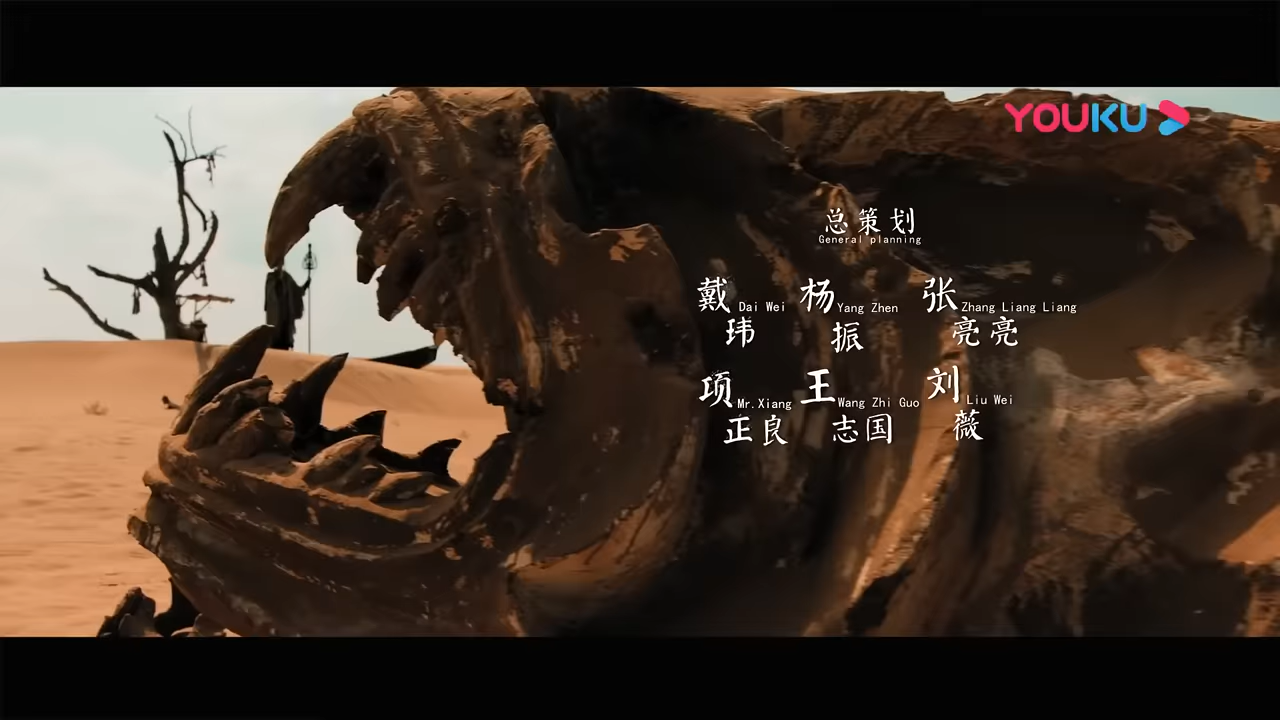 YOUKU
总策划
General planning
戴玮 Dai Wei
杨振 Yang Zhen
张亮亮 Zhang Liang Liang
项正良 Mr.Xiang
王志国 Wang Zhi Guo
刘薇 Liu Wei